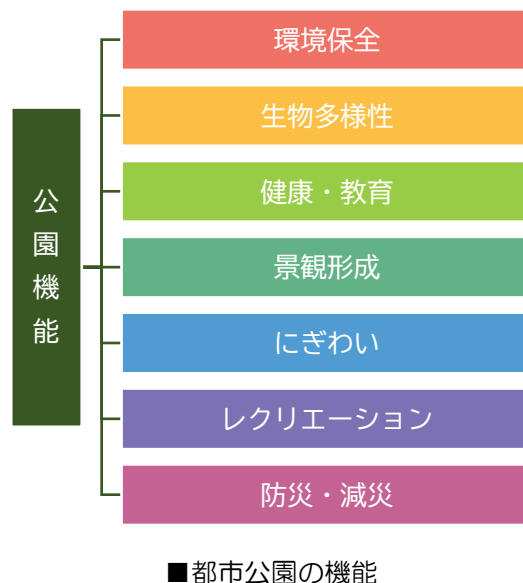 公園機能
環境保全
生物多様性
健康・教育
景観形成
にぎわい
レクリエーション
防災・減災
■都市公園の機能